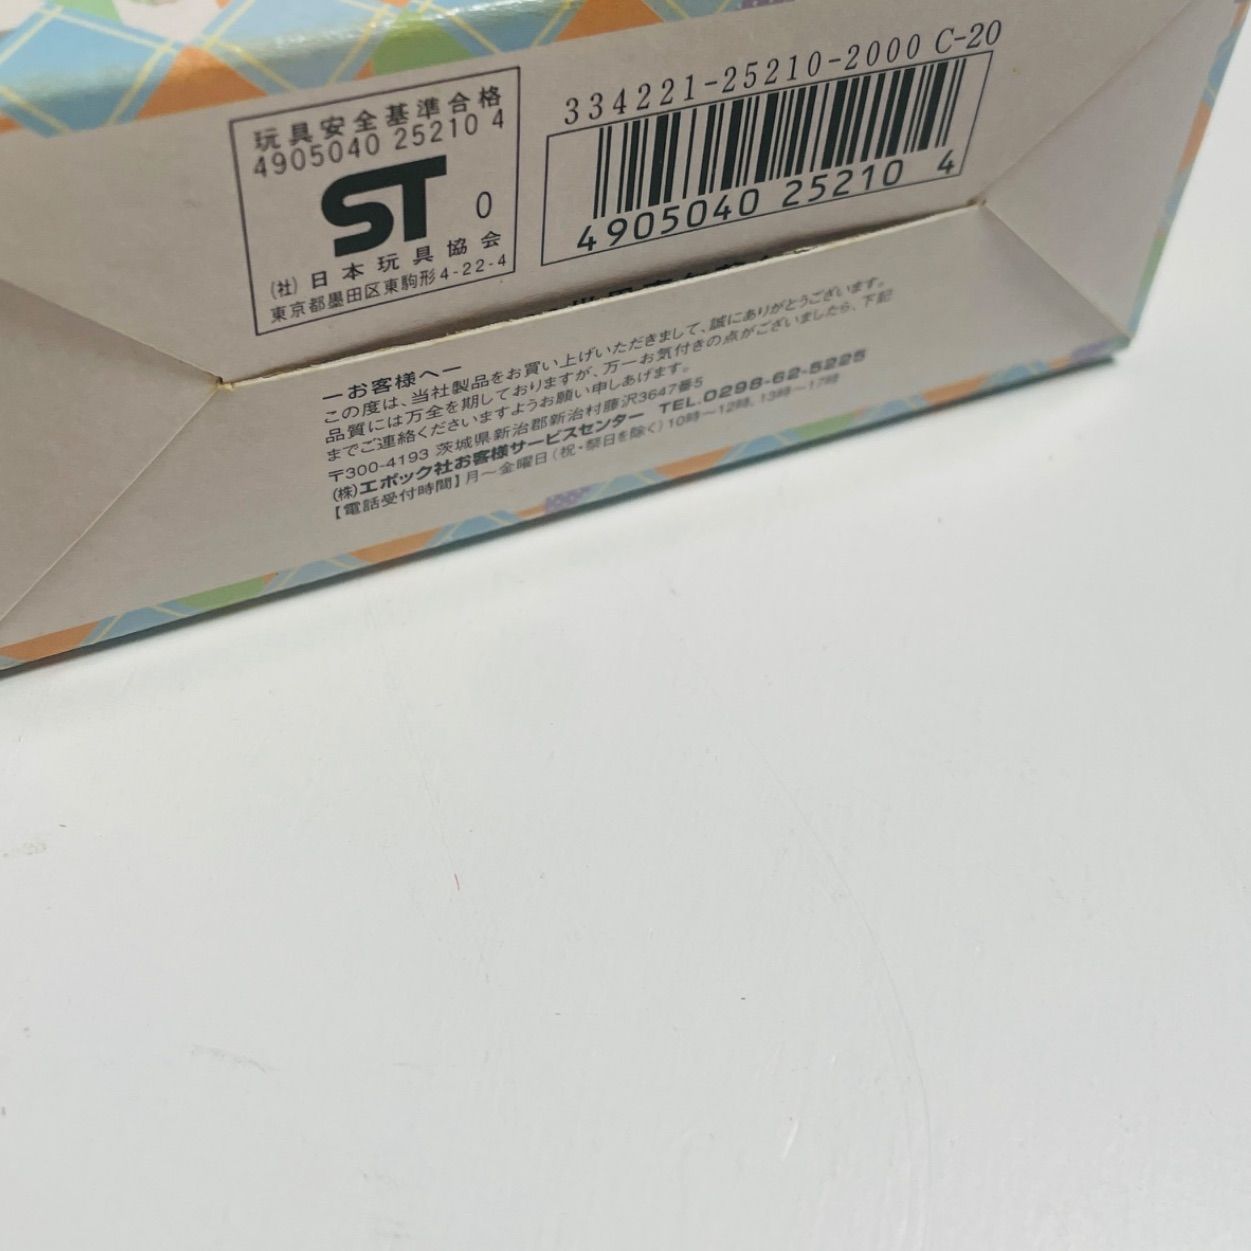 玩具安全基準合格
4905040 25210 4
ST 0
(社) 日本玩具協会
東京都墨田区東駒形4-22-4
334221-25210-2000 C-20
4905040 25210 4
ーお客様へー
この度は、当社製品をお買い上げいただきまして、誠にありがとうございます。
品質には万全を期しておりますが、万一お気付きの点がございましたら、下記
までご連絡くださいますようお願い申しあげます。
〒300-4193 茨城県新治郡新治村藤沢3647番5
(株)エポック社お客様サービスセンター TEL.0298-62-5225
【電話受付時間】月〜金曜日(祝・祭日を除く)10時〜12時、13時〜17時